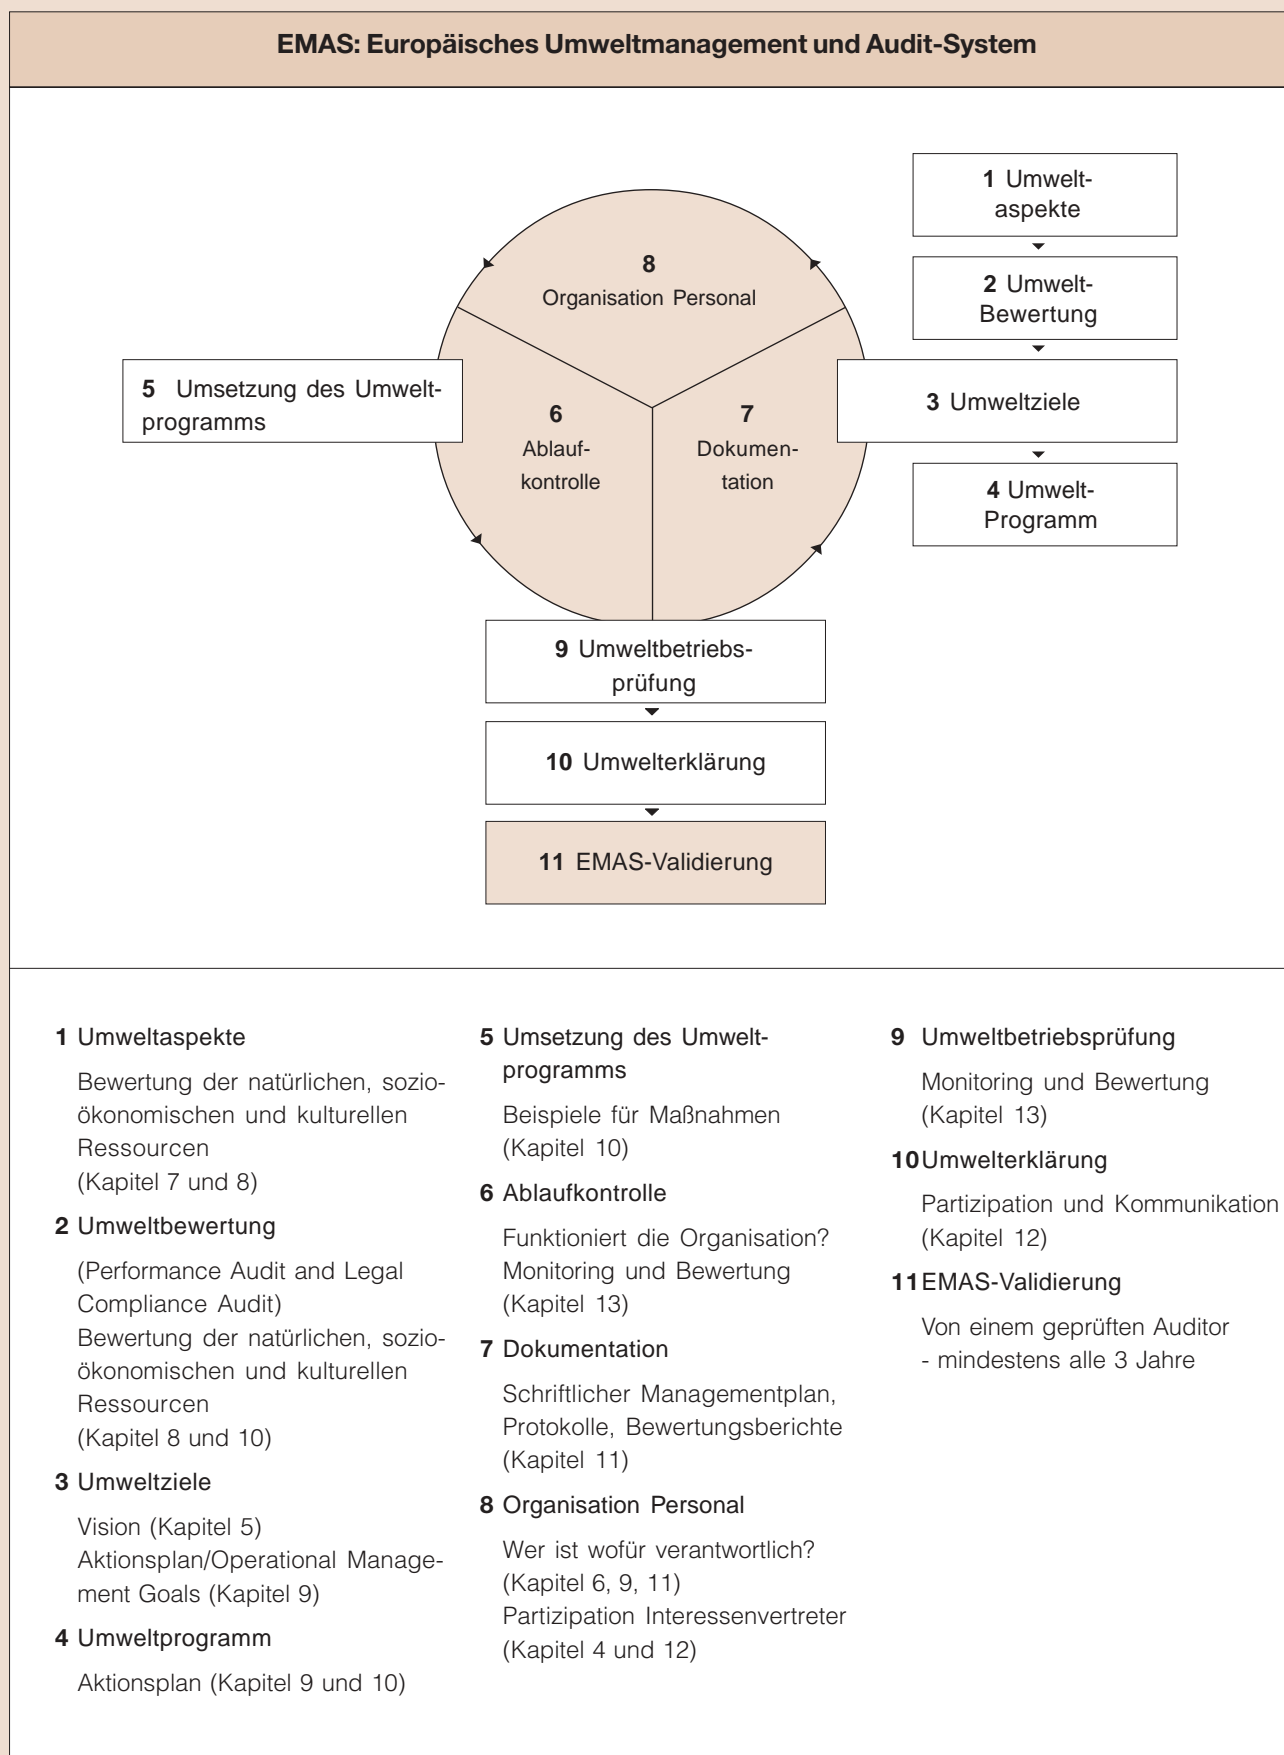 EMAS: Europäisches Umweltmanagement und Audit-System
1 Umwelt-
aspekte
2 Umwelt-
Bewertung
3 Umweltziele
4 Umwelt-
Programm
8
Organisation Personal
5 Umsetzung des Umwelt-
programms
6
Ablauf-
kontrolle
7
Dokumen-
tation
9 Umweltbetriebs-
prüfung
10 Umwelterklärung
11 EMAS-Validierung
1 Umweltaspekte
Bewertung der natürlichen, sozio-
ökonomischen und kulturellen
Ressourcen
(Kapitel 7 und 8)
2 Umweltbewertung
(Performance Audit and Legal
Compliance Audit)
Bewertung der natürlichen, sozio-
ökonomischen und kulturellen
Ressourcen
(Kapitel 8 und 10)
3 Umweltziele
Vision (Kapitel 5)
Aktionsplan/Operational Manage-
ment Goals (Kapitel 9)
4 Umweltprogramm
Aktionsplan (Kapitel 9 und 10)
5 Umsetzung des Umwelt-
programms
Beispiele für Maßnahmen
(Kapitel 10)
6 Ablaufkontrolle
Funktioniert die Organisation?
Monitoring und Bewertung
(Kapitel 13)
7 Dokumentation
Schriftlicher Managementplan,
Protokolle, Bewertungsberichte
(Kapitel 11)
8 Organisation Personal
Wer ist wofür verantwortlich?
(Kapitel 6, 9, 11)
Partizipation Interessenvertreter
(Kapitel 4 und 12)
9 Umweltbetriebsprüfung
Monitoring und Bewertung
(Kapitel 13)
10 Umwelterklärung
Partizipation und Kommunikation
(Kapitel 12)
11 EMAS-Validierung
Von einem geprüften Auditor
- mindestens alle 3 Jahre